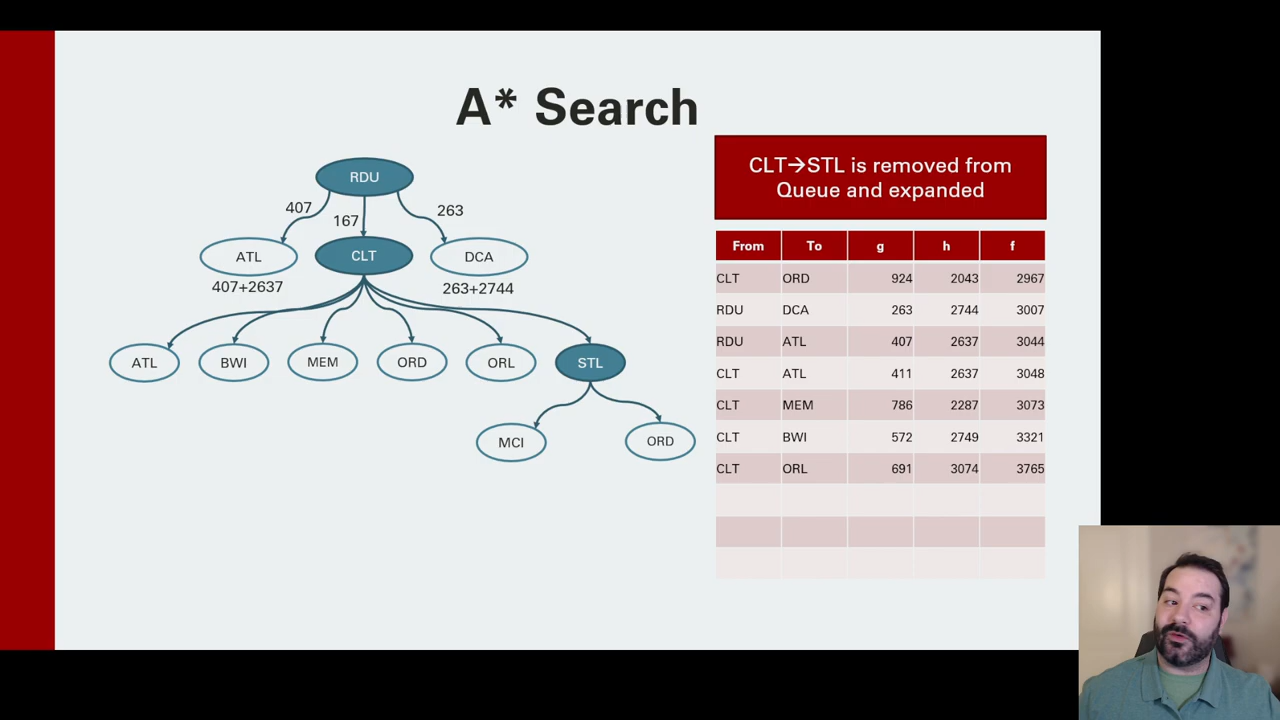 A* Search
RDU
407
167
263
ATL
CLT
DCA
407+2637
263+2744
ATL
BWI
MEM
ORD
ORL
STL
MCI
ORD
CLT→STL is removed from
Queue and expanded
From To g h f
CLT ORD 924 2043 2967
RDU DCA 263 2744 3007
RDU ATL 407 2637 3044
CLT ATL 411 2637 3048
CLT MEM 786 2287 3073
CLT BWI 572 2749 3321
CLT ORL 691 3074 3765